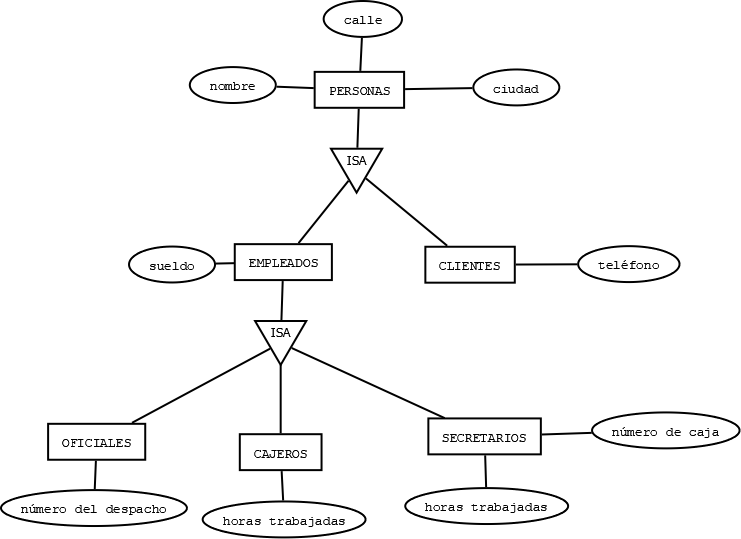 calle
nombre
PERSONAS
ciudad
ISA
sueldo
EMPLEADOS
CLIENTES
teléfono
ISA
OFICIALES
CAJEROS
SECRETARIOS
número de caja
número del despacho
horas trabajadas
horas trabajadas